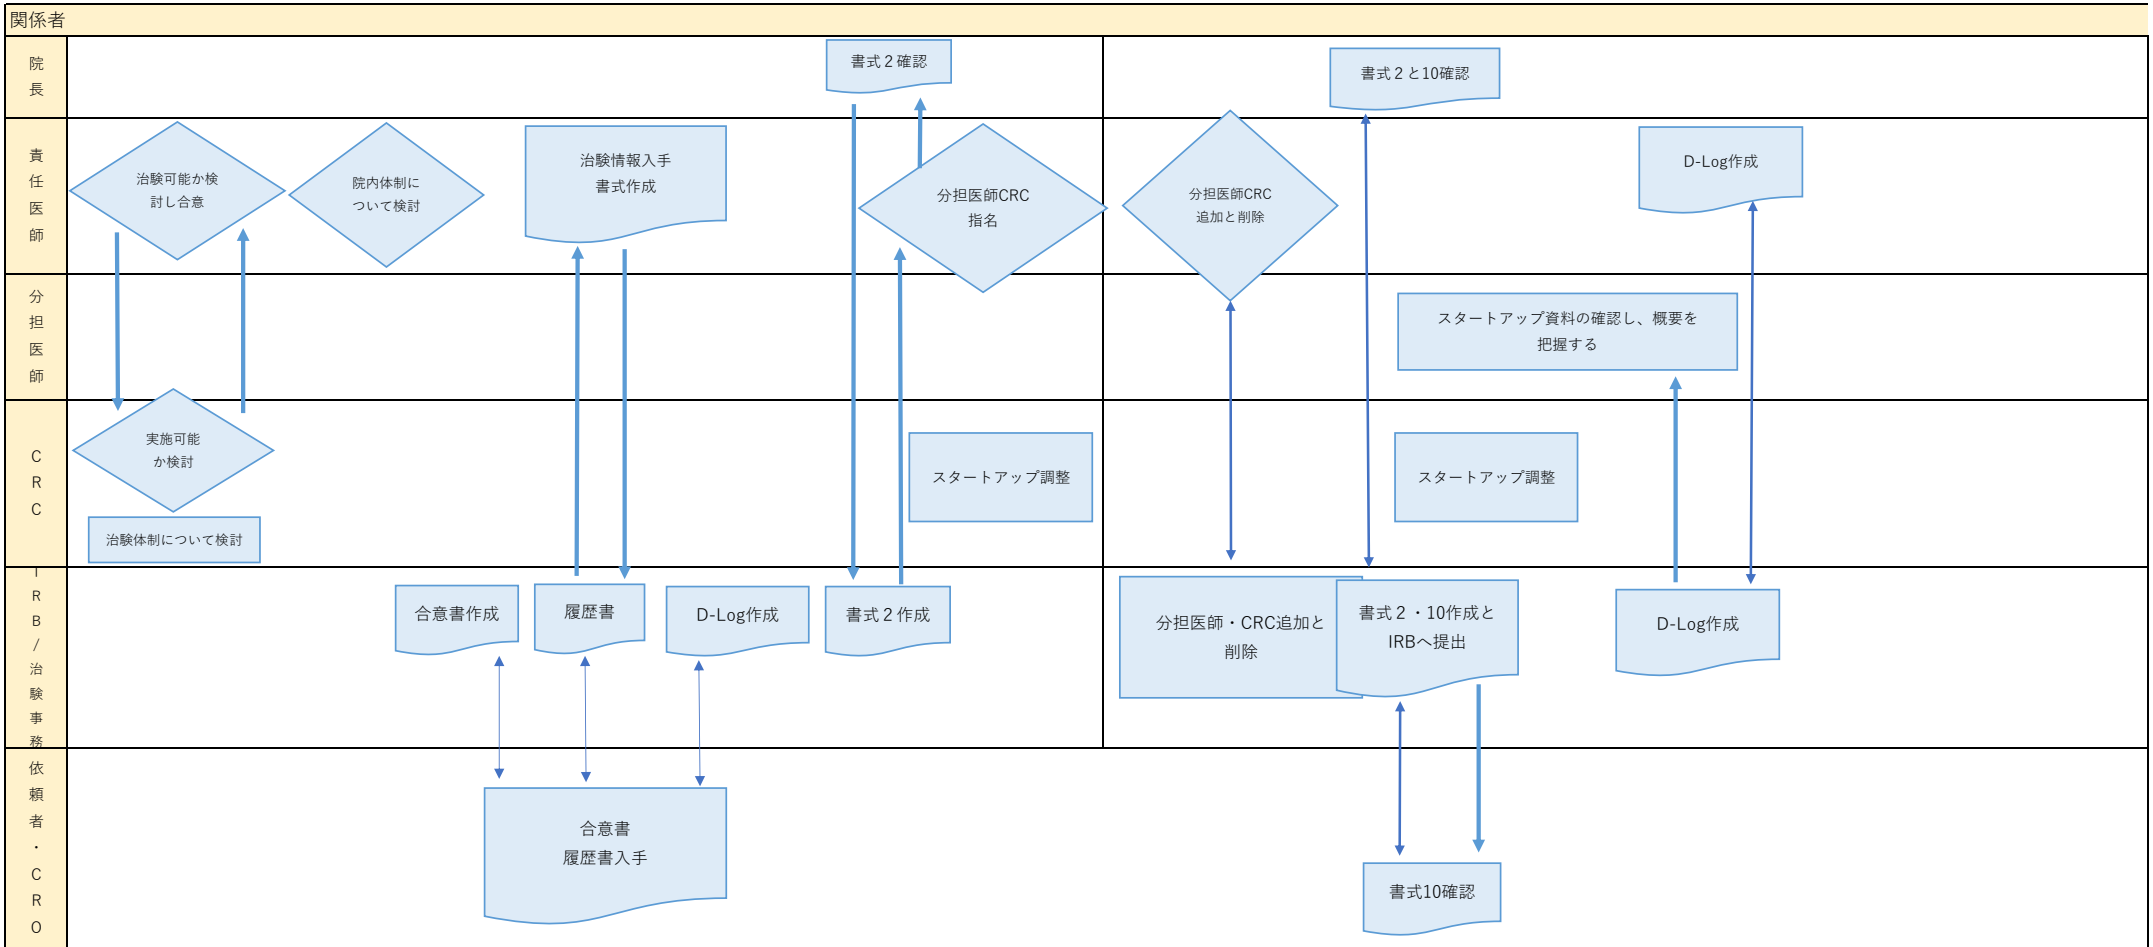 関係者
院
長
書式２確認
書式２と10確認
責
任
医
師
治験可能か検
討し合意
院内体制に
ついて検討
治験情報入手
書式作成
分担医師CRC
指名
分担医師CRC
追加と削除
D-Log作成
分
担
医
師
スタートアップ資料の確認し、概要を
把握する
C
R
C
実施可能
か検討
治験体制について検討
スタートアップ調整
スタートアップ調整
I
R
B
/
治
験
事
務
合意書作成
履歴書
D-Log作成
書式２作成
分担医師・CRC追加と
削除
書式２・10作成と
IRBへ提出
D-Log作成
依
頼
者
・
C
R
O
合意書
履歴書入手
書式10確認